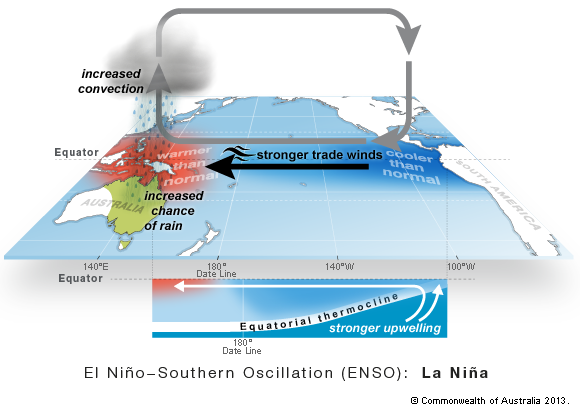 increased
convection
Equator
warmer
than
normal
stronger trade winds
cooler
than
normal
SOUTH AMERICA
AUSTRALIA
increased
chance
of rain
140°E
180°
Date Line
140°W
100°W
Equator
Equatorial thermocline
stronger upwelling
180°
Date Line
El Niño–Southern Oscillation (ENSO): La Niña
© Commonwealth of Australia 2013.